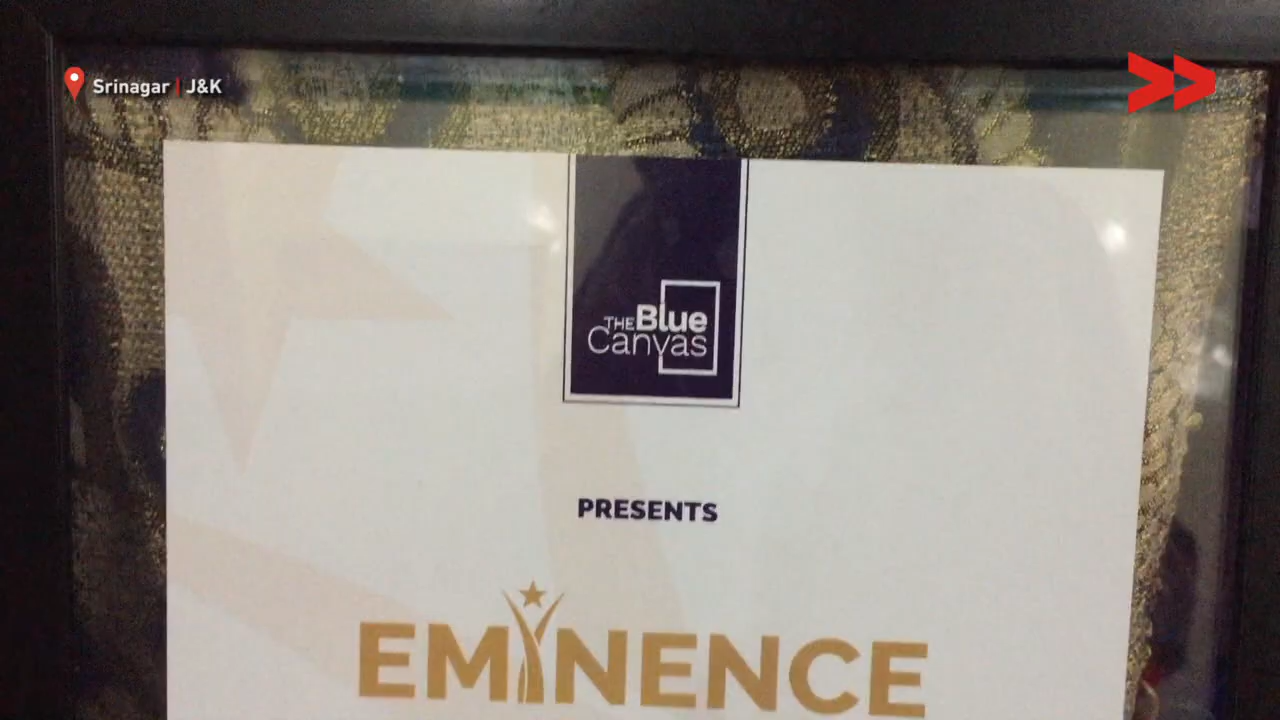 Srinagar | J&K
THE Blue
Canvas
PRESENTS
EMINENCE